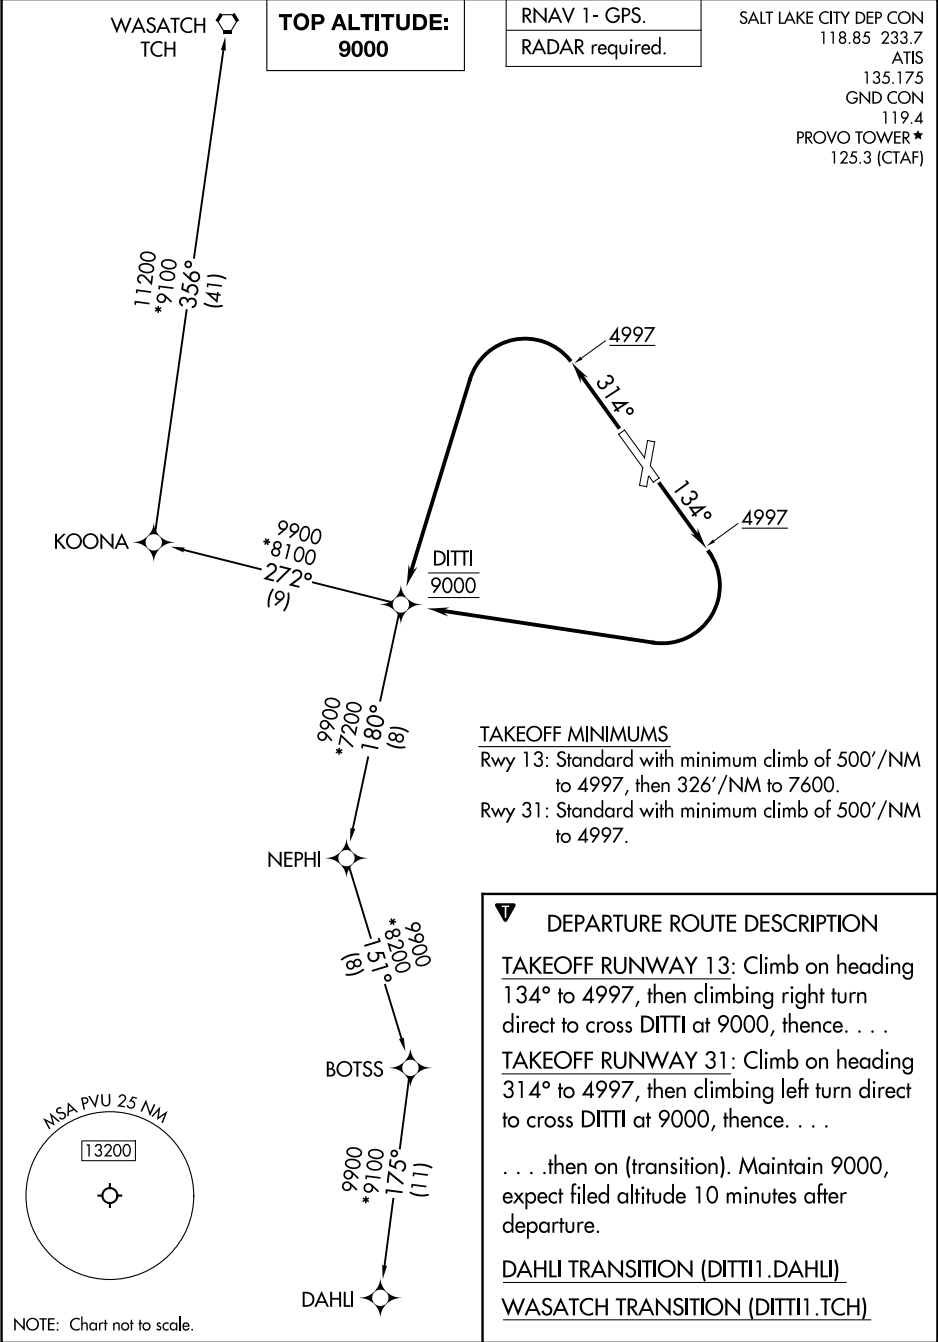 WASATCH
TCH
TOP ALTITUDE:
9000
RNAV 1- GPS.
RADAR required.
SALT LAKE CITY DEP CON
118.85 233.7
ATIS
135.175
GND CON
119.4
PROVO TOWER★
125.3 (CTAF)
11200
*9100
356°
(41)
4997
314°
134°
4997
KOONA
9900
*8100
272°
(9)
DITTI
9000
9900
*7200
180°
(8)
TAKEOFF MINIMUMS
Rwy 13: Standard with minimum climb of 500'/NM
to 4997, then 326'/NM to 7600.
Rwy 31: Standard with minimum climb of 500'/NM
to 4997.
NEPHI
9900
*8200
151°
(8)
BOTSS
9900
*9100
175°
(11)
DAHLI
MSA PVU 25 NM
13200
NOTE: Chart not to scale.
T
DEPARTURE ROUTE DESCRIPTION
TAKEOFF RUNWAY 13: Climb on heading
134° to 4997, then climbing right turn
direct to cross DITTI at 9000, thence. . . .
TAKEOFF RUNWAY 31: Climb on heading
314° to 4997, then climbing left turn direct
to cross DITTI at 9000, thence. . . .
. . . .then on (transition). Maintain 9000,
expect filed altitude 10 minutes after
departure.
DAHLI TRANSITION (DITTI1.DAHLI)
WASATCH TRANSITION (DITTI1.TCH)